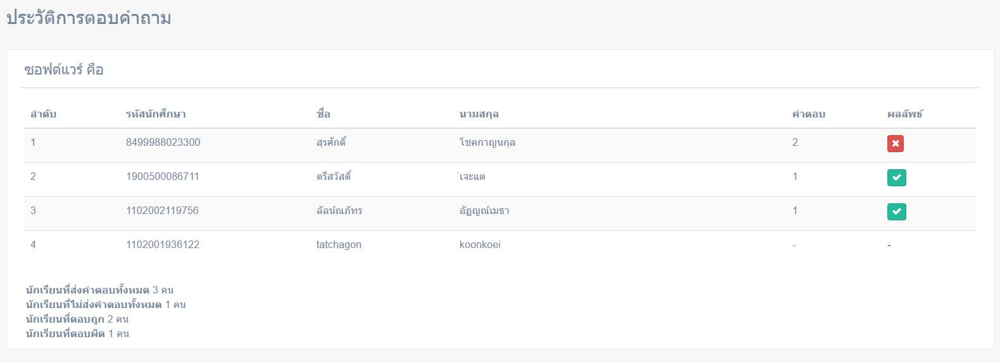 ประวัติการตอบคำถาม
ซอฟต์แวร์ คือ
ลำดับ รหัสนักศึกษา ชื่อ นามสกุล คำตอบ ผลลัพธ์
1 8499988023300 สุรศักดิ์ โชคกาญนกุล 2
2 1900500086711 ตรีสวัสดิ์ ่เจะแต 1
3 1102002119756 ลัลน์ณภัทร อัฏญณ์เมธา 1
4 1102001936122 tatchagon koonkoei - -
นักเรียนที่ส่งคำตอบทั้งหมด 3 คน
นักเรียนที่ไม่ส่งคำตอบทั้งหมด 1 คน
นักเรียนที่ตอบถูก 2 คน
นักเรียนที่ตอบผิด 1 คน